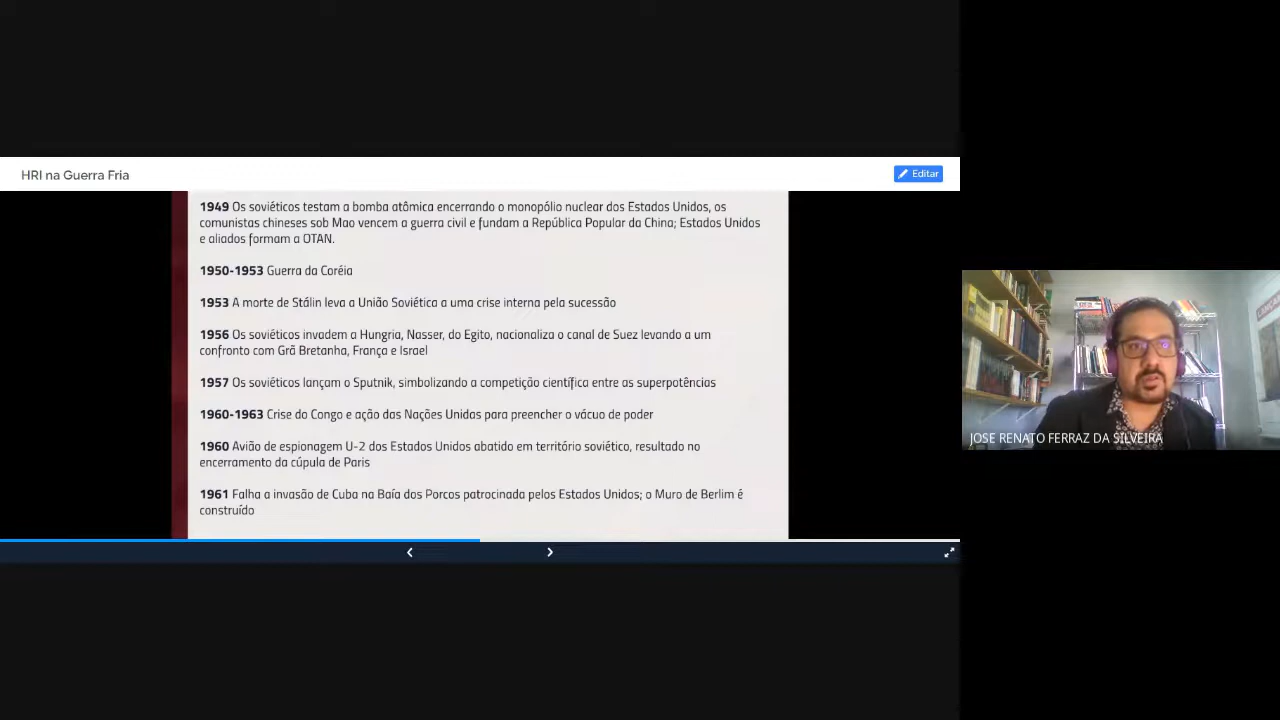 HRI na Guerra Fria
Editar
1949 Os soviéticos testam a bomba atômica encerrando o monopólio nuclear dos Estados Unidos, os
comunistas chineses sob Mao vencem a guerra civil e fundam a República Popular da China; Estados Unidos
e aliados formam a OTAN.
1950-1953 Guerra da Coréia
1953 A morte de Stálin leva a União Soviética a uma crise interna pela sucessão
1956 Os soviéticos invadem a Hungria, Nasser, do Egito, nacionaliza o canal de Suez levando a um
confronto com Grã Bretanha, França e Israel
1957 Os soviéticos lançam o Sputnik, simbolizando a competição científica entre as superpotências
1960-1963 Crise do Congo e ação das Nações Unidas para preencher o vácuo de poder
1960 Avião de espionagem U-2 dos Estados Unidos abatido em território soviético, resultado no
encerramento da cúpula de Paris
1961 Falha a invasão de Cuba na Baía dos Porcos patrocinada pelos Estados Unidos; o Muro de Berlim é
construído
JOSE RENATO FERRAZ DA SILVEIRA